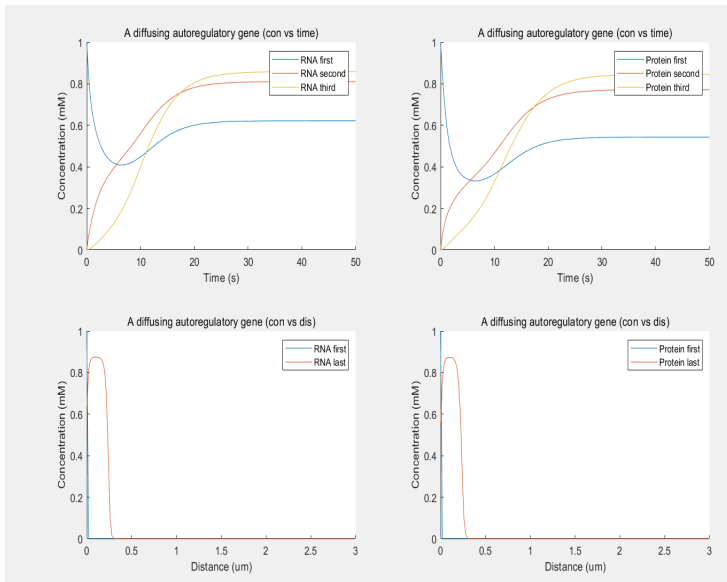 A diffusing autoregulatory gene (con vs time)
Concentration (mM)
1
0.8
0.6
0.4
0.2
0
RNA first
RNA second
RNA third
0 10 20 30 40 50
Time (s)
A diffusing autoregulatory gene (con vs time)
Concentration (mM)
1
0.8
0.6
0.4
0.2
0
Protein first
Protein second
Protein third
0 10 20 30 40 50
Time (s)
A diffusing autoregulatory gene (con vs dis)
Concentration (mM)
1
0.8
0.6
0.4
0.2
0
RNA first
RNA last
0 0.5 1 1.5 2 2.5 3
Distance (um)
A diffusing autoregulatory gene (con vs dis)
Concentration (mM)
1
0.8
0.6
0.4
0.2
0
Protein first
Protein last
0 0.5 1 1.5 2 2.5 3
Distance (um)